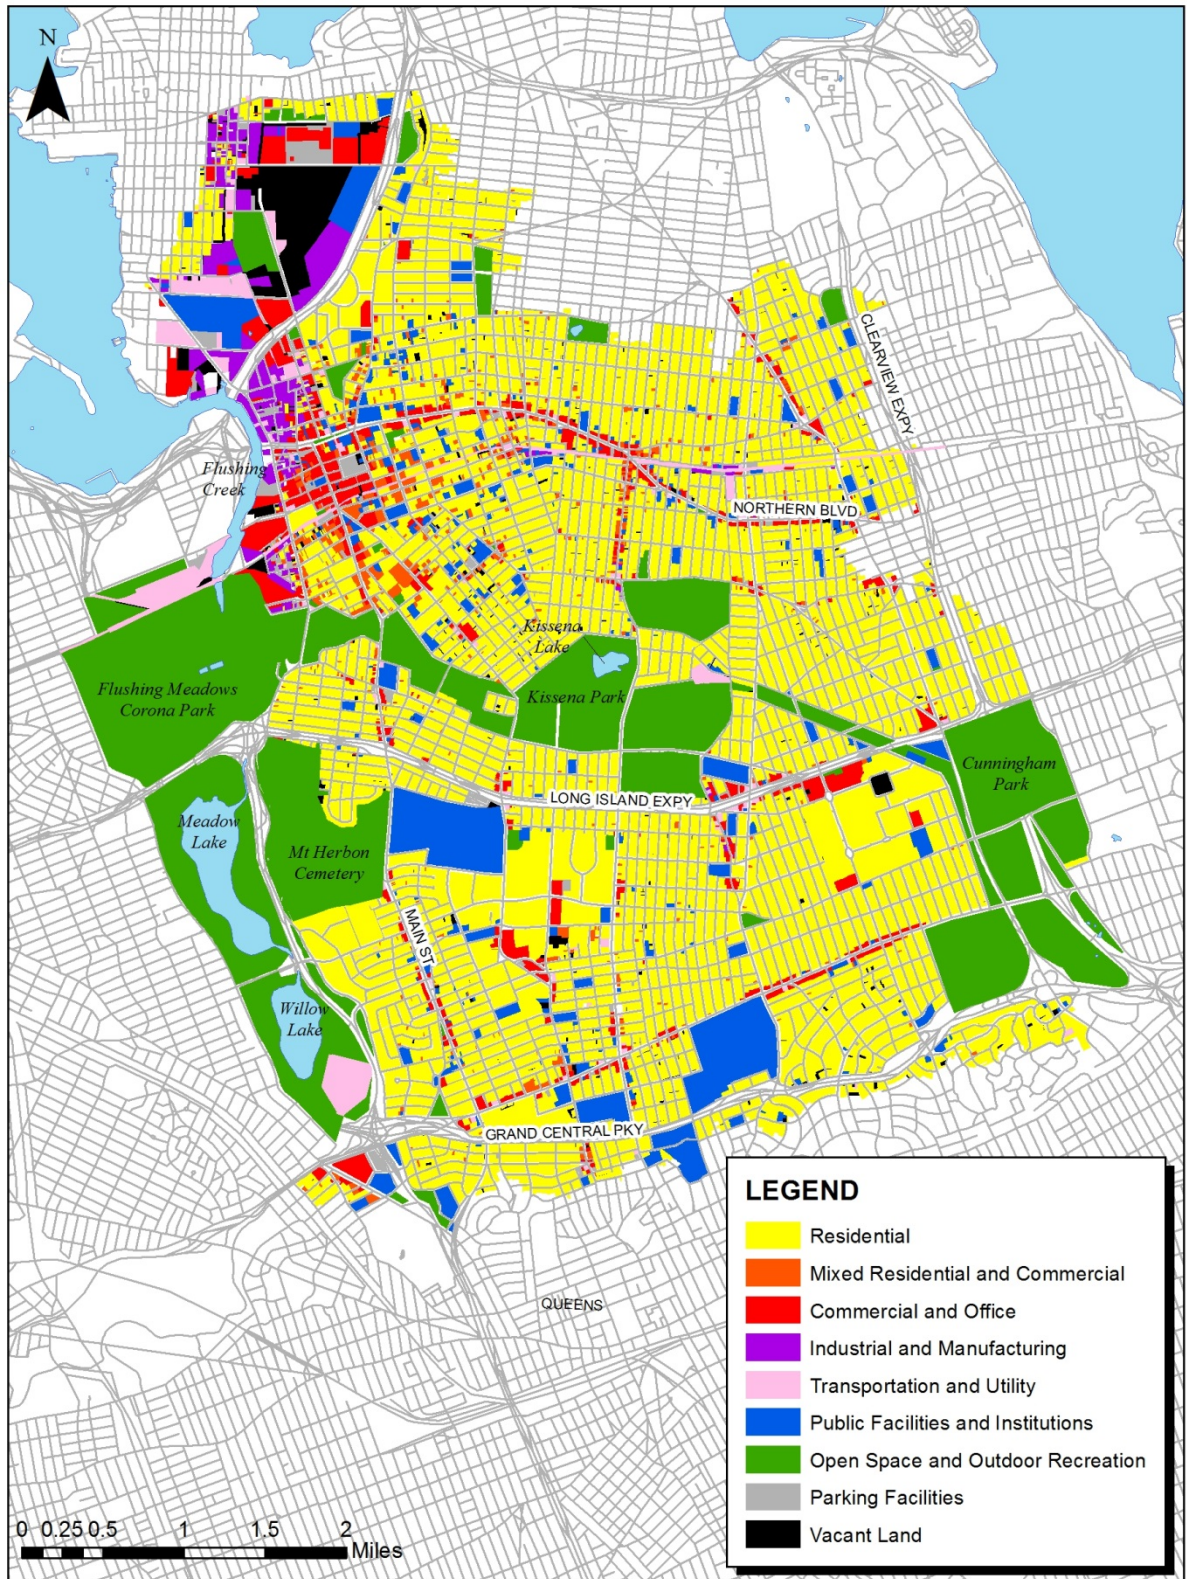 N
CLEARVIEW EXPY
Flushing
Creek
NORTHERN BLVD
Kissena
Lake
Flushing Meadows
Corona Park
Kissena Park
Cunningham
Park
LONG ISLAND EXPY
Meadow
Lake
Mt Herbon
Cemetery
MAIN ST
Willow
Lake
GRAND CENTRAL PKY
QUEENS
LEGEND
Residential
Mixed Residential and Commercial
Commercial and Office
Industrial and Manufacturing
Transportation and Utility
Public Facilities and Institutions
Open Space and Outdoor Recreation
Parking Facilities
Vacant Land
0 0.25 0.5 1 1.5 2
Miles